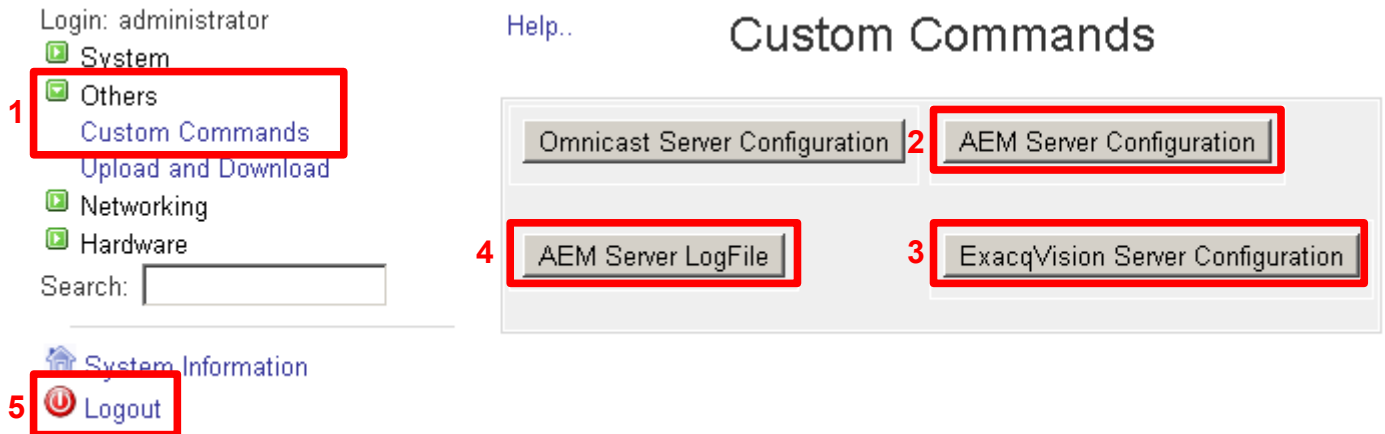 Login: administrator
System
1
Others
Custom Commands
Upload and Download
Networking
Hardware
Search:
System Information
5
Logout
Help..
Custom Commands
Omnicast Server Configuration
2
AEM Server Configuration
4
AEM Server LogFile
3
ExacqVision Server Configuration